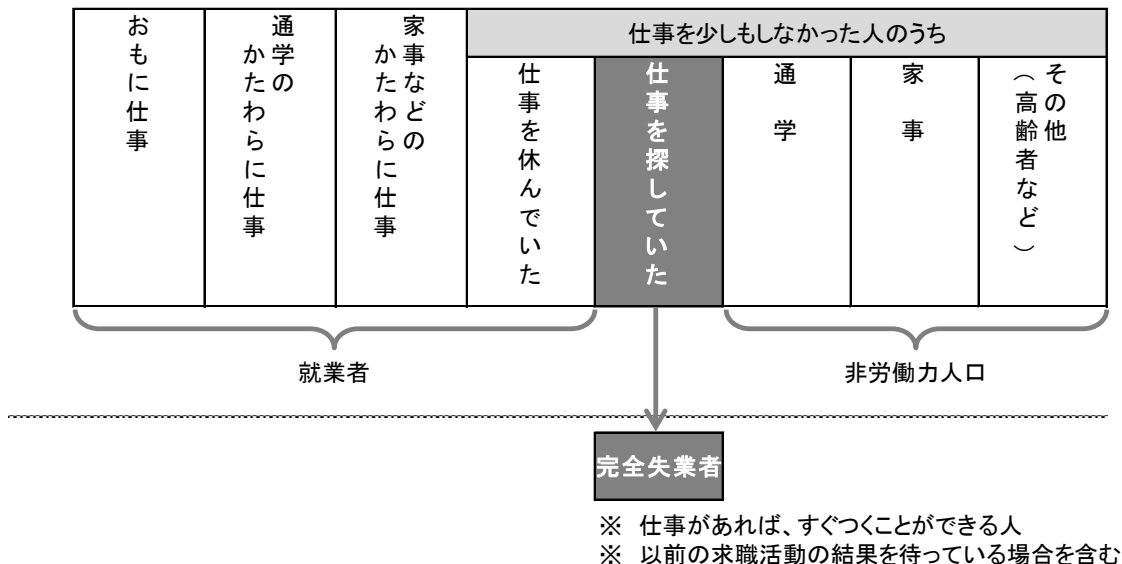 おもに仕事
通学の
かたわらに仕事
家事などの
かたわらに仕事
仕事を少しもしなかった人のうち
仕事を休んでいた
仕事を探していた
通学
家事
その他
（高齢者など）
就業者
非労働力人口
完全失業者
※ 仕事があれば、すぐつくことができる人
※ 以前の求職活動の結果を待っている場合を含む